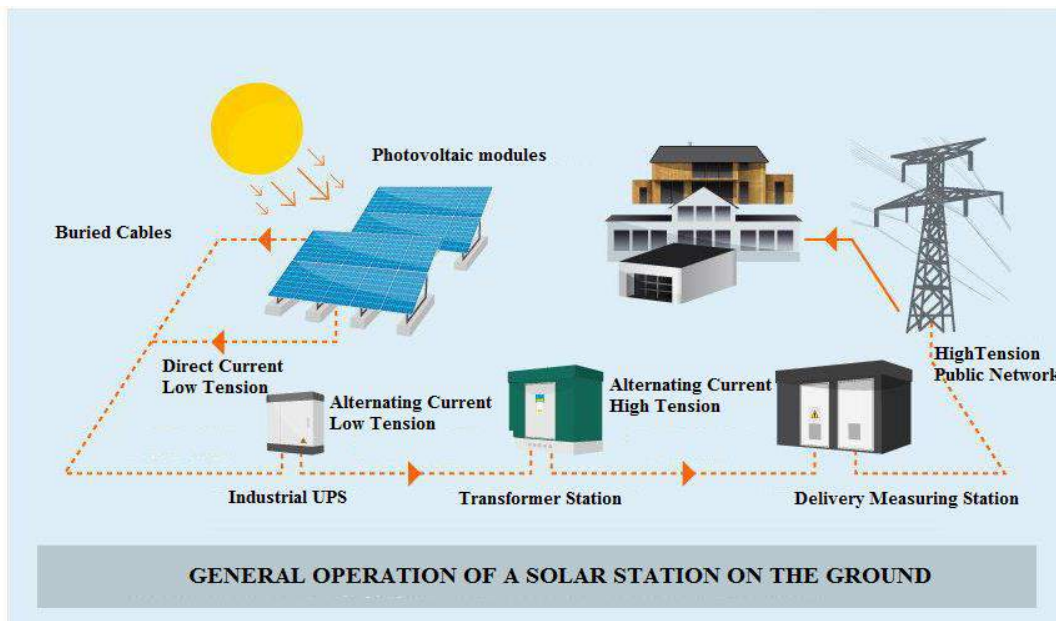 Photovoltaic modules
Buried Cables
Direct Current
Low Tension
HighTension
Public Network
Alternating Current
Low Tension
Alternating Current
High Tension
Industrial UPS
Transformer Station
Delivery Measuring Station
GENERAL OPERATION OF A SOLAR STATION ON THE GROUND